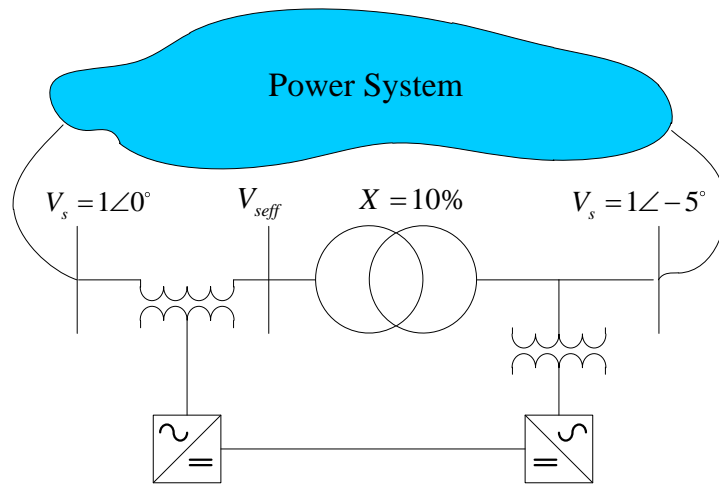 Power System
V_s = 1∠0°
V_seff
X = 10%
V_s = 1∠−5°